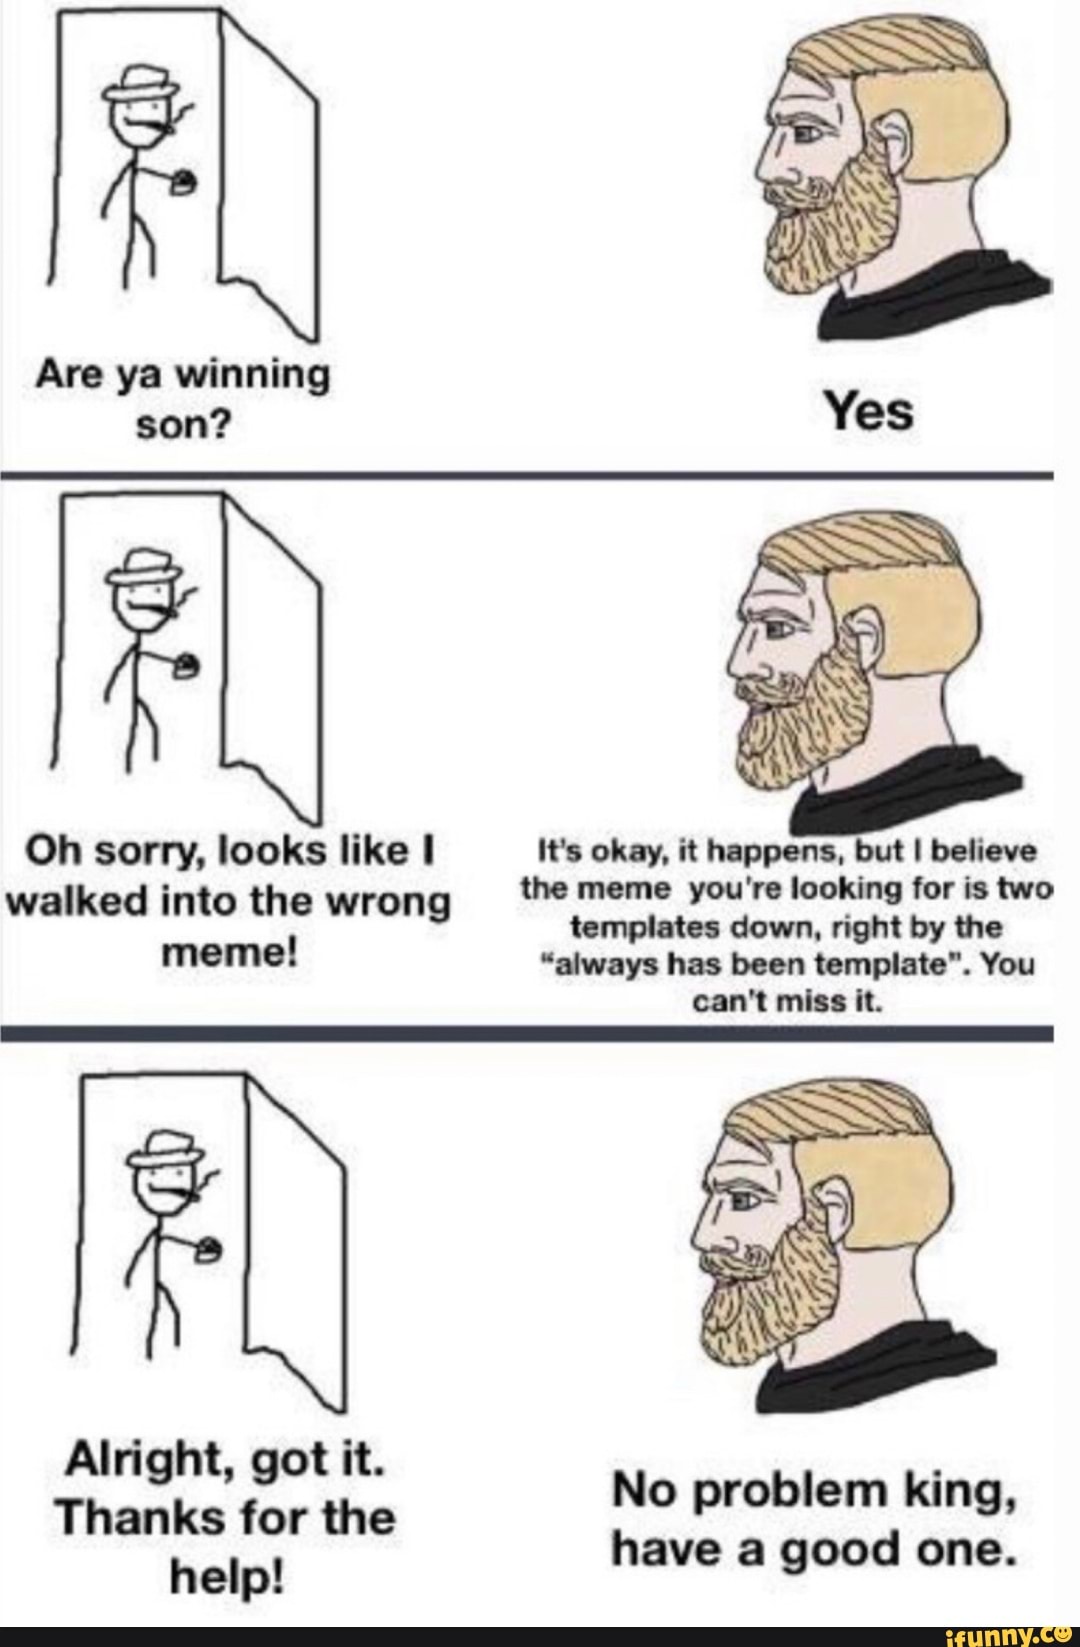 Are ya winning
son?
Yes
Oh sorry, looks like I
walked into the wrong
meme!
It's okay, it happens, but I believe
the meme you're looking for is two
templates down, right by the
“always has been template". You
can't miss it.
Alright, got it.
Thanks for the
help!
No problem king,
have a good one.
ifunny.co